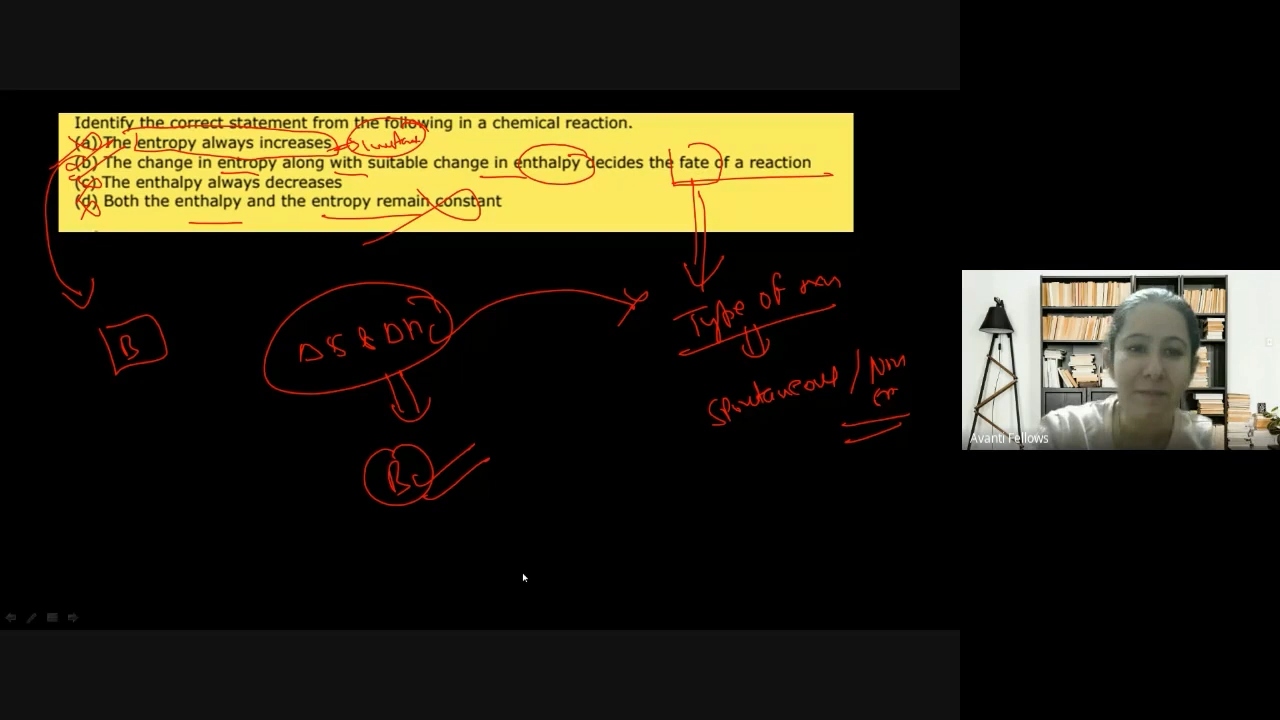 Identify the correct statement from the following in a chemical reaction.
(a) The entropy always increases
(b) The change in entropy along with suitable change in enthalpy decides the fate of a reaction
(c) The enthalpy always decreases
(d) Both the enthalpy and the entropy remain constant
Type of rxn
B
ΔS & ΔH
Spontaneous / Non
B
Avanti Fellows